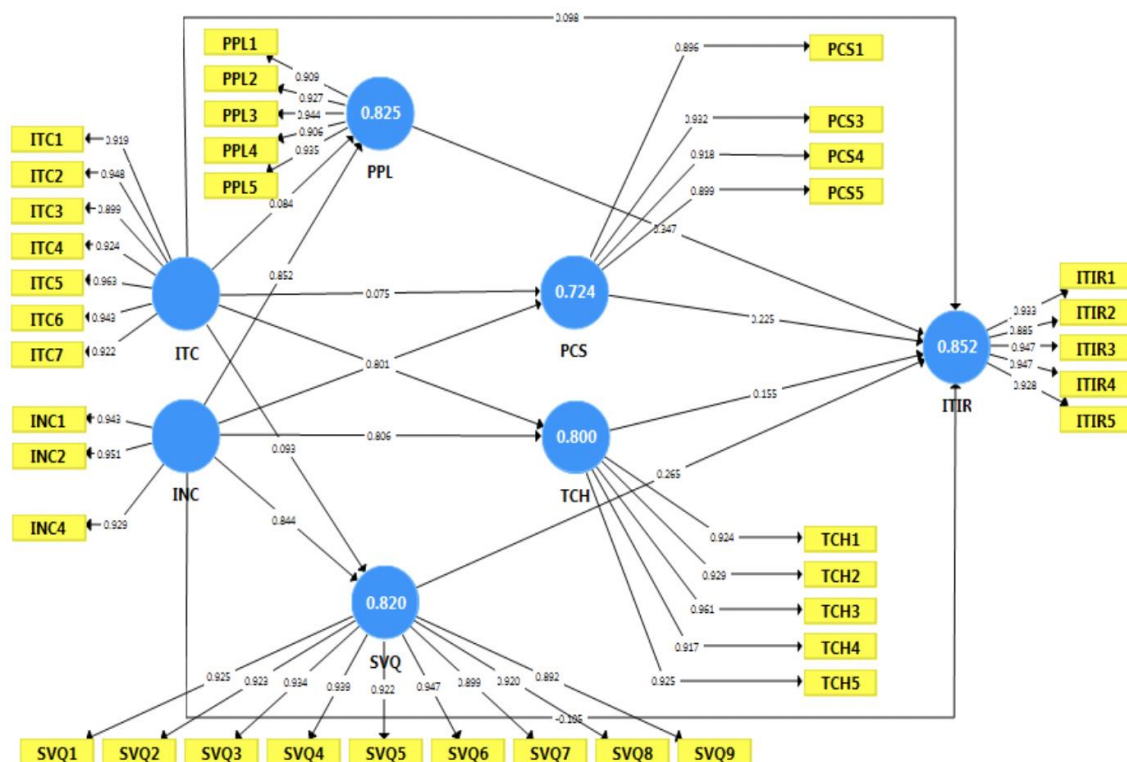 0.098
PPL1
PPL2
PPL3
PPL4
PPL5
0.909
0.927
0.944
0.906
0.935
0.825
PPL
PCS1
PCS3
PCS4
PCS5
0.896
0.932
0.918
0.899
ITC1
ITC2
ITC3
ITC4
ITC5
ITC6
ITC7
0.919
0.948
0.899
0.924
0.963
0.943
0.922
ITC
0.084
0.852
0.075
0.347
0.724
PCS
0.225
0.801
0.093
0.806
0.155
0.265
0.844
INC1
INC2
INC4
0.943
0.951
0.929
INC
0.800
TCH
0.852
ITIR
0.933
0.885
0.947
0.947
0.928
ITIR1
ITIR2
ITIR3
ITIR4
ITIR5
0.924
0.929
0.961
0.917
0.925
TCH1
TCH2
TCH3
TCH4
TCH5
0.820
SVQ
0.925
0.923
0.934
0.939
0.922
0.947
0.899
0.920
0.892
-0.105
SVQ1
SVQ2
SVQ3
SVQ4
SVQ5
SVQ6
SVQ7
SVQ8
SVQ9